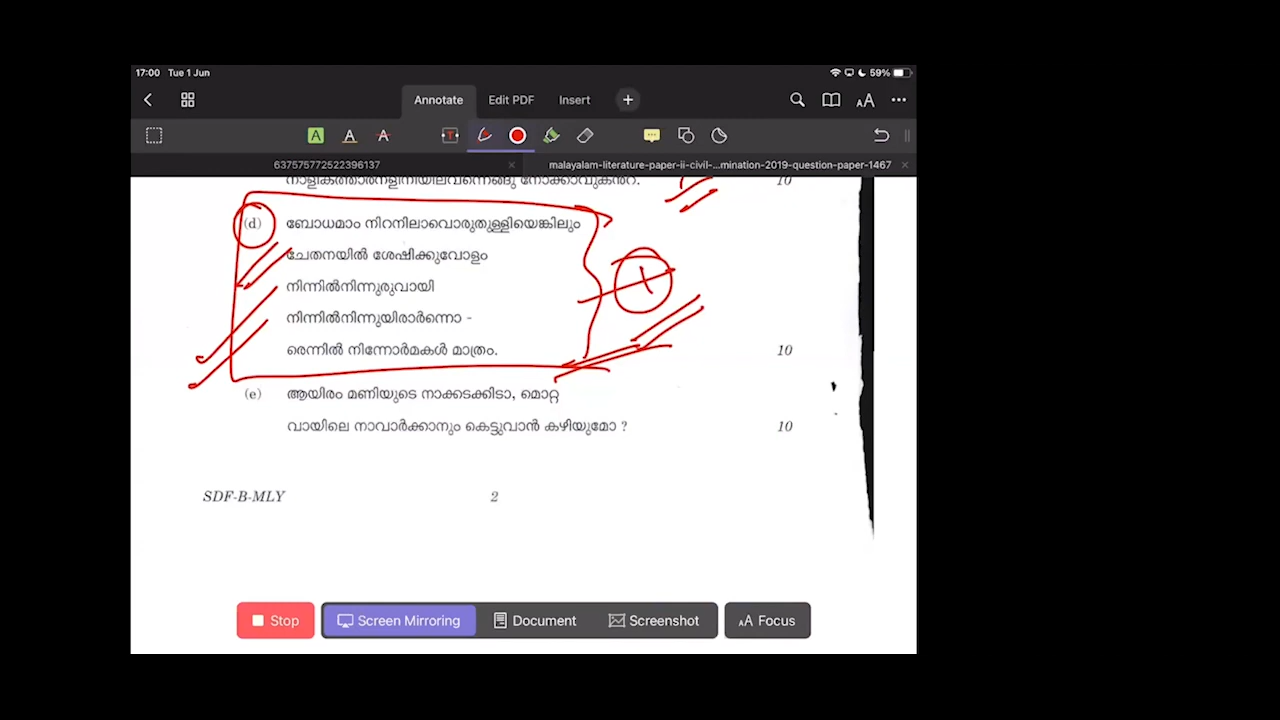 17:00 Tue 1 Jun
59%
Annotate Edit PDF Insert
637575772522396137
malayalam-literature-paper-ii-civil-...mination-2019-question-paper-1467
10
(d) ബോധമാം നിറനിലാവൊരുതുള്ളിയെങ്കിലും
ചേതനയിൽ ശേഷിക്കുവോളം
നിന്നിൽനിന്നുരുവായി
നിന്നിൽനിന്നുയിരാർന്നൊ -
രെന്നിൽ നിന്നോർമകൾ മാത്രം. 10
(e) ആയിരം മണിയുടെ നാക്കടക്കിടാ, മൊറ്റ
വായിലെ നാവാർക്കാനും കെട്ടുവാൻ കഴിയുമോ ? 10
SDF-B-MLY 2
Stop Screen Mirroring Document Screenshot AA Focus